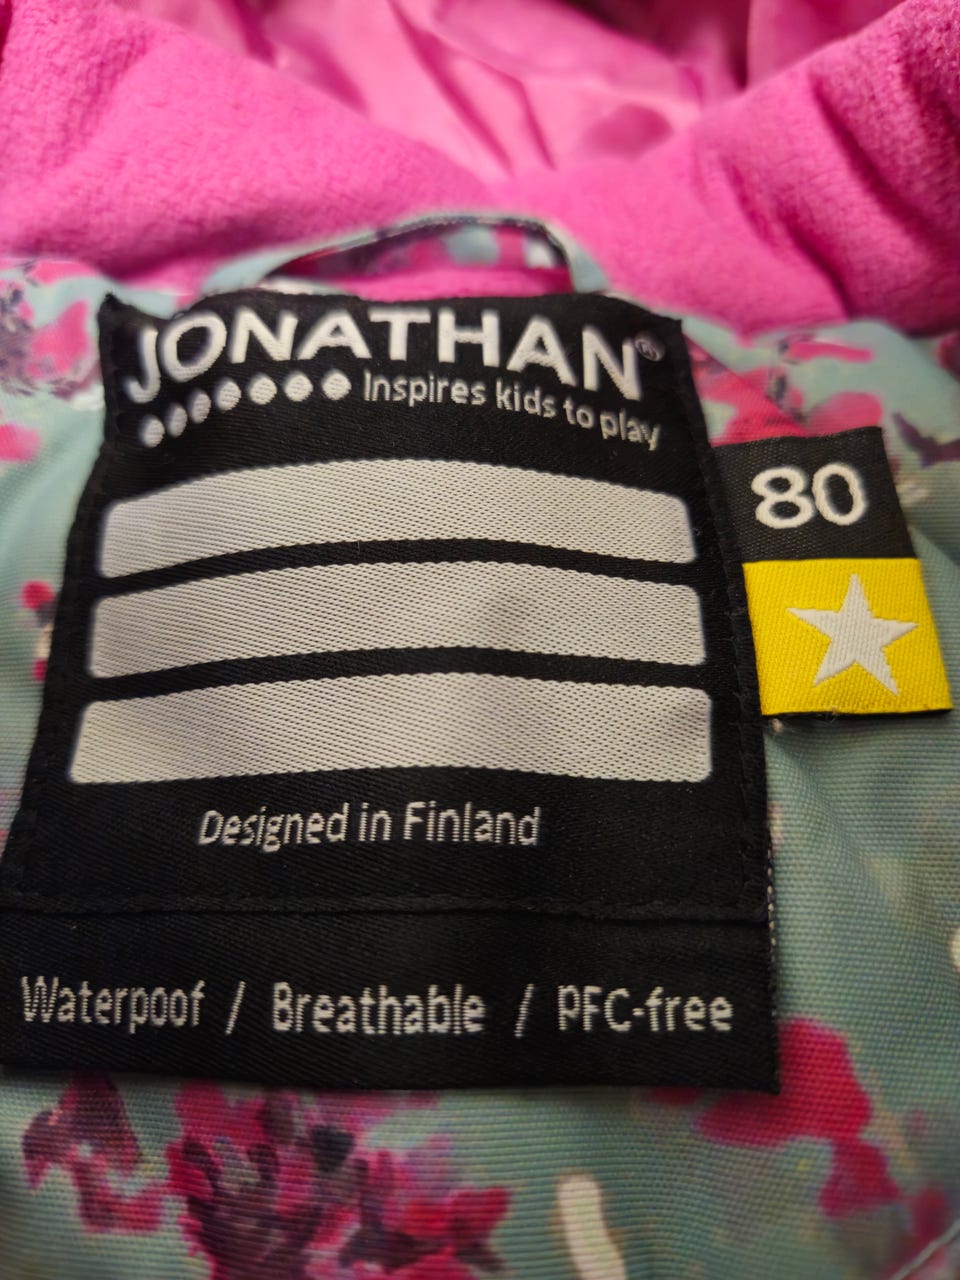 JONATHAN®
Inspires kids to play
80
Designed in Finland
Waterpoof / Breathable / PFC-free